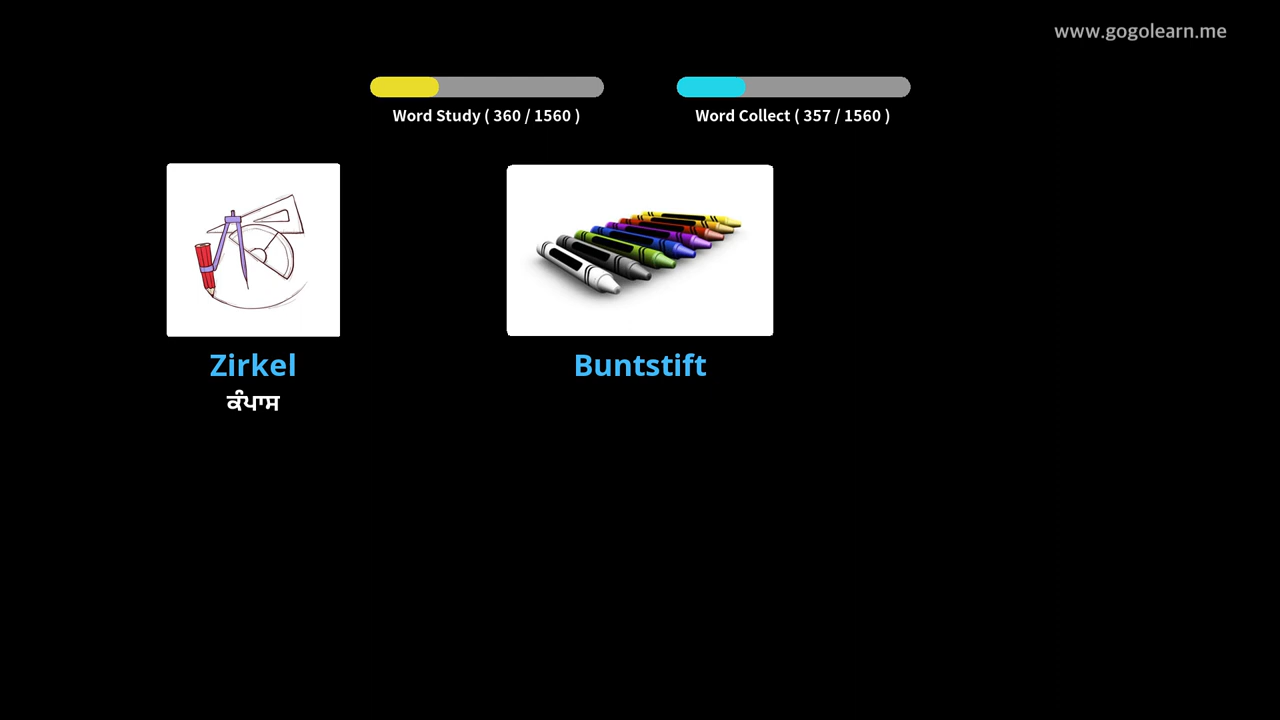 www.gogolearn.me
Word Study ( 360 / 1560 )
Word Collect ( 357 / 1560 )
Zirkel
ਕੰਪਾਸ
Buntstift